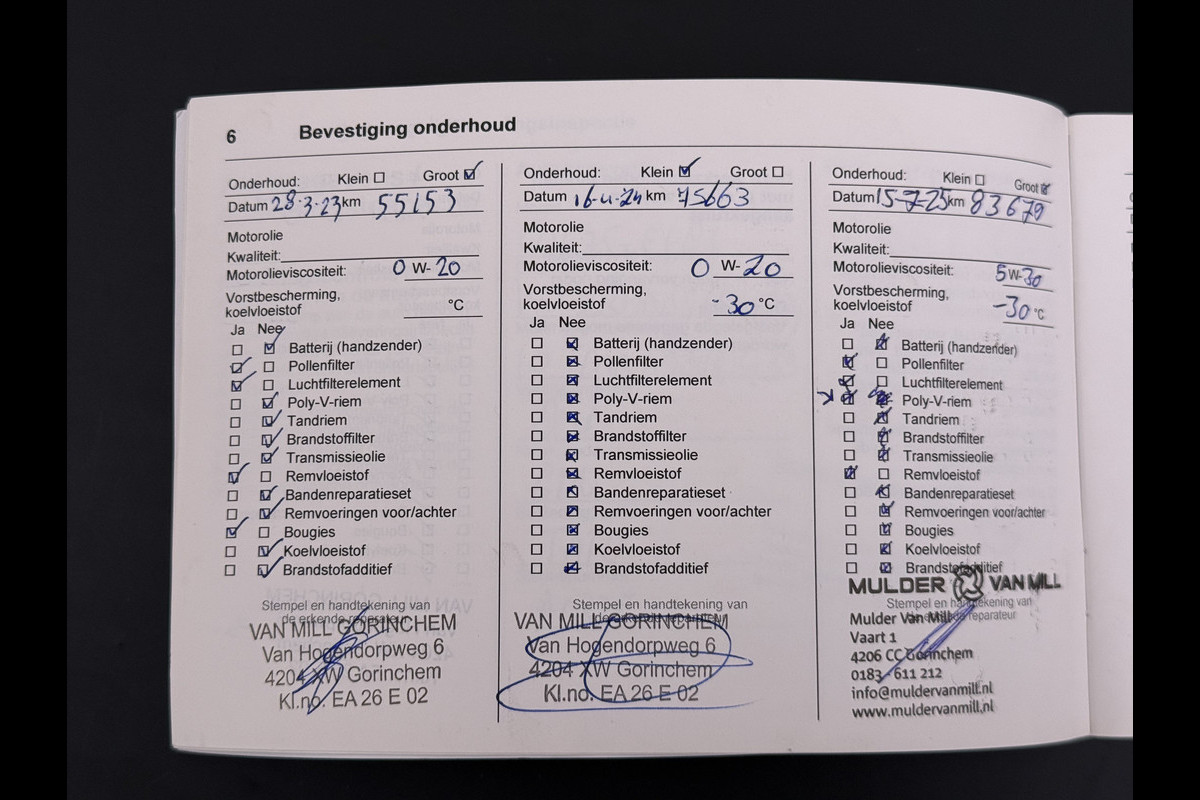 6 Bevestiging onderhoud
Onderhoud: Klein ☐ Groot ☑
Datum 28-3-23 km 55153
Motorolie
Kwaliteit:
Motorolieviscositeit: 0 W- 20
Vorstbescherming,
koelvloeistof °C
Ja Nee
☐ ☑ Batterij (handzender)
☑ ☐ Pollenfilter
☑ ☐ Luchtfilterelement
☐ ☑ Poly-V-riem
☐ ☑ Tandriem
☐ ☑ Brandstoffilter
☐ ☑ Transmissieolie
☑ ☐ Remvloeistof
☐ ☑ Bandenreparatieset
☐ ☑ Remvoeringen voor/achter
☑ ☐ Bougies
☐ ☑ Koelvloeistof
☐ ☑ Brandstofadditief
Stempel en handtekening van
de erkende reparateur
VAN MILL GORINCHEM
Van Hogendorpweg 6
4204 XW Gorinchem
Kl.no. EA 26 E 02
Onderhoud: Klein ☑ Groot ☐
Datum 16-4-24 km 75663
Motorolie
Kwaliteit:
Motorolieviscositeit: 0 W- 20
Vorstbescherming,
koelvloeistof -30 °C
Ja Nee
☐ ☒ Batterij (handzender)
☐ ☒ Pollenfilter
☐ ☒ Luchtfilterelement
☐ ☒ Poly-V-riem
☐ ☒ Tandriem
☐ ☒ Brandstoffilter
☐ ☒ Transmissieolie
☐ ☒ Remvloeistof
☐ ☒ Bandenreparatieset
☐ ☒ Remvoeringen voor/achter
☐ ☒ Bougies
☐ ☒ Koelvloeistof
☐ ☒ Brandstofadditief
Stempel en handtekening van
VAN MILL GORINCHEM
Van Hogendorpweg 6
4204 XW Gorinchem
Kl.no. EA 26 E 02
Onderhoud: Klein ☐ Groot ☑
Datum 15-7-25 km 83679
Motorolie
Kwaliteit:
Motorolieviscositeit: 5 W- 30
Vorstbescherming,
koelvloeistof -30 °C
Ja Nee
☐ ☑ Batterij (handzender)
☑ ☐ Pollenfilter
☑ ☐ Luchtfilterelement
☑ ☒ Poly-V-riem
☐ ☑ Tandriem
☐ ☑ Brandstoffilter
☐ ☑ Transmissieolie
☑ ☐ Remvloeistof
☐ ☑ Bandenreparatieset
☐ ☑ Remvoeringen voor/achter
☐ ☑ Bougies
☐ ☑ Koelvloeistof
☐ ☑ Brandstofadditief
MULDER VAN MILL
Stempel en handtekening van
reparateur
Mulder Van Mill
Vaart 1
4206 CC Gorinchem
0183 - 611 212
info@muldervanmill.nl
www.muldervanmill.nl